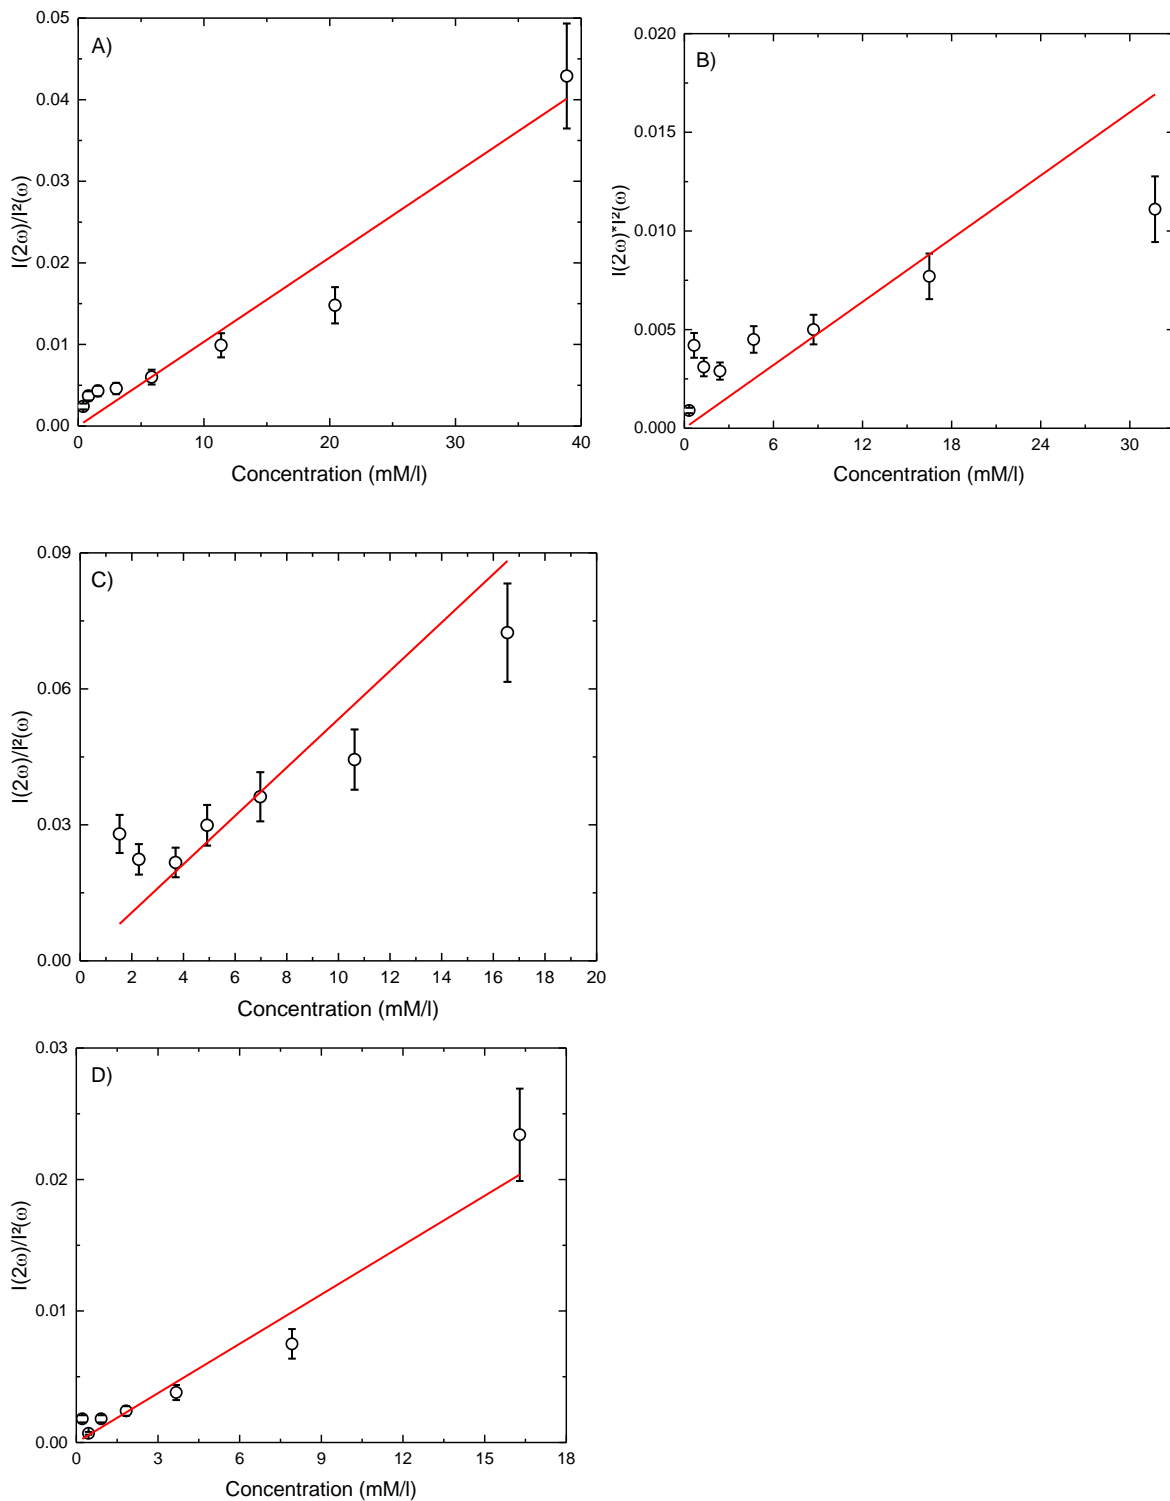 A)
I(2ω)/I²(ω)
0.05
0.04
0.03
0.02
0.01
0.00
0 10 20 30 40
Concentration (mM/l)
B)
I(2ω)*I²(ω)
0.020
0.015
0.010
0.005
0.000
0 6 12 18 24 30
Concentration (mM/l)
C)
I(2ω)/I²(ω)
0.09
0.06
0.03
0.00
0 2 4 6 8 10 12 14 16 18 20
Concentration (mM/l)
D)
I(2ω)/I²(ω)
0.03
0.02
0.01
0.00
0 3 6 9 12 15 18
Concentration (mM/l)